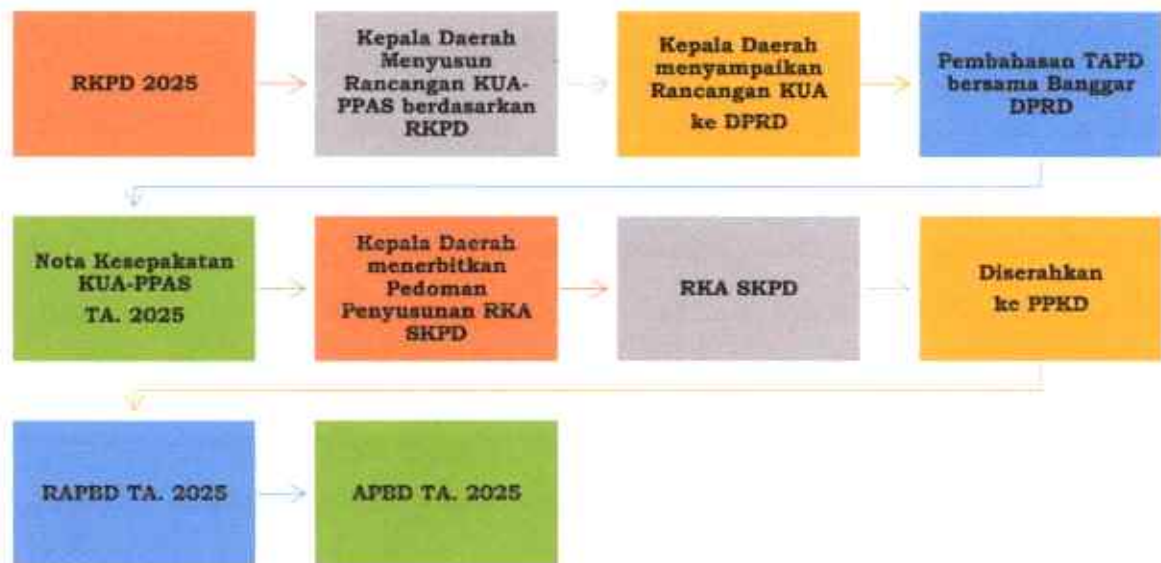 RKPD 2025
Kepala Daerah
Menyusun
Rancangan KUA-
PPAS berdasarkan
RKPD
Kepala Daerah
menyampaikan
Rancangan KUA
ke DPRD
Pembahasan TAPD
bersama Banggar
DPRD
Nota Kesepakatan
KUA-PPAS
TA. 2025
Kepala Daerah
menerbitkan
Pedoman
Penyusunan RKA
SKPD
RKA SKPD
Diserahkan
ke PPKD
RAPBD TA. 2025
APBD TA. 2025